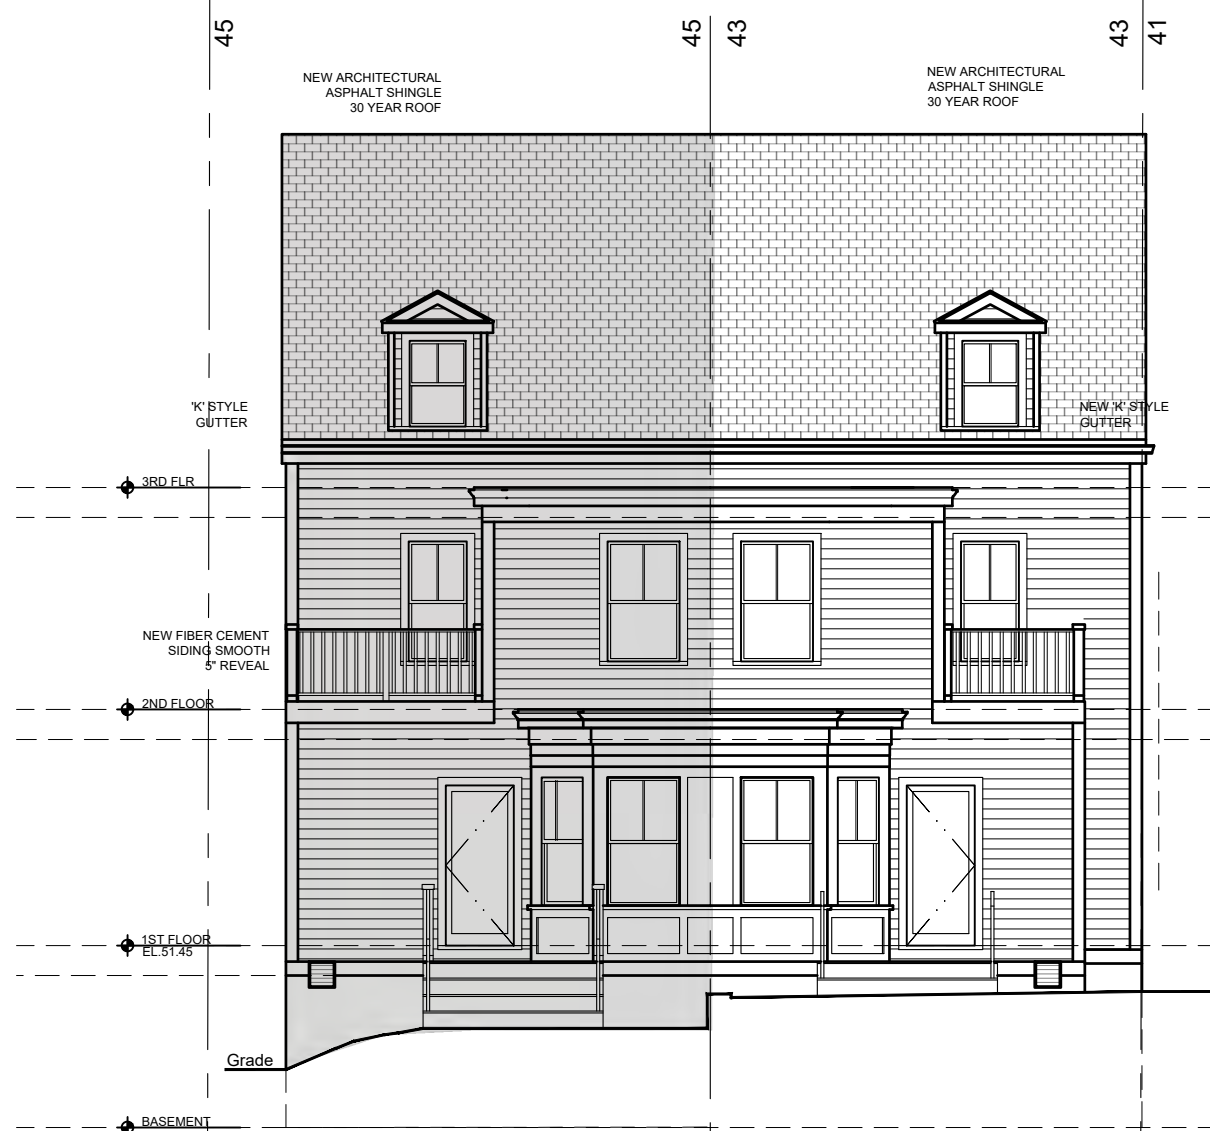 45
45
43
43
41
NEW ARCHITECTURAL
ASPHALT SHINGLE
30 YEAR ROOF
NEW ARCHITECTURAL
ASPHALT SHINGLE
30 YEAR ROOF
'K' STYLE
GUTTER
NEW 'K' STYLE
GUTTER
3RD FLR
NEW FIBER CEMENT
SIDING SMOOTH
5" REVEAL
2ND FLOOR
1ST FLOOR
EL.51.45
Grade
BASEMENT